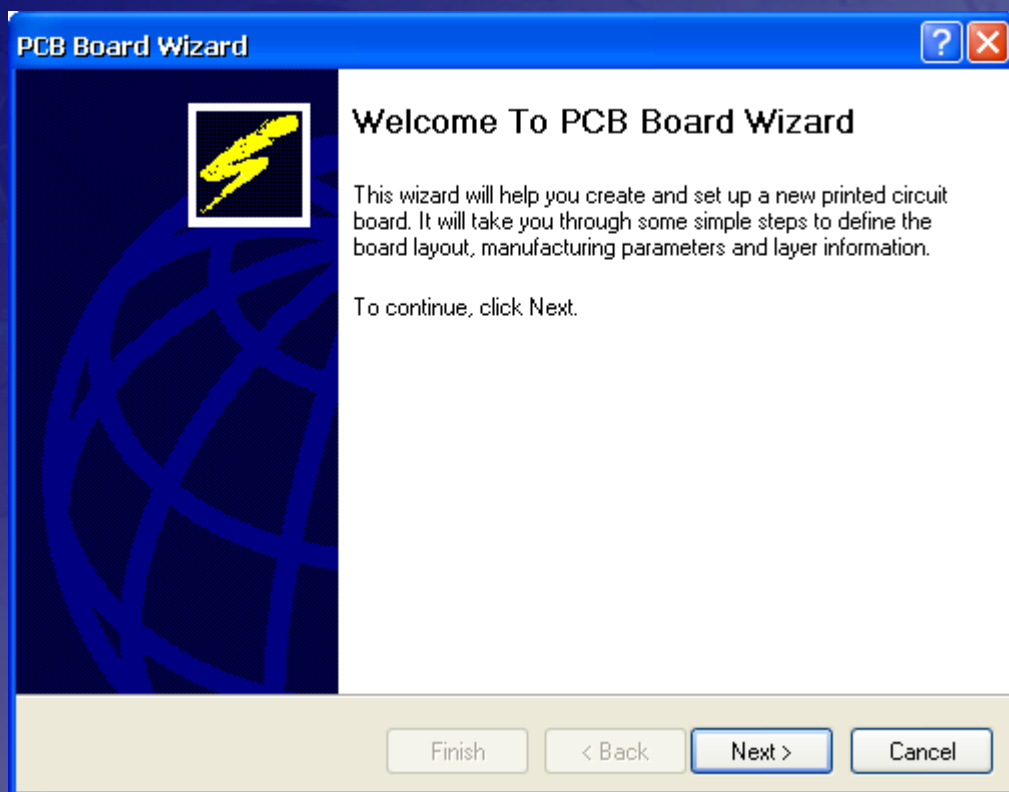 PCB Board Wizard
Welcome To PCB Board Wizard
This wizard will help you create and set up a new printed circuit
board. It will take you through some simple steps to define the
board layout, manufacturing parameters and layer information.
To continue, click Next.
Finish
< Back
Next >
Cancel